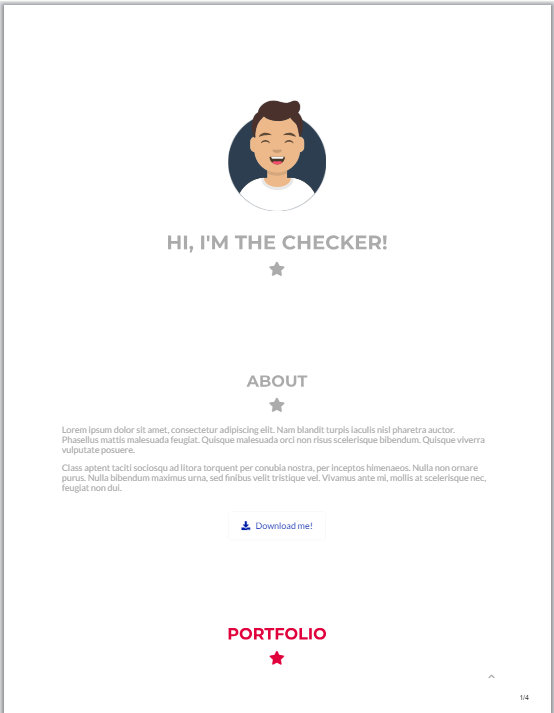 HI, I'M THE CHECKER!
ABOUT
Lorem ipsum dolor sit amet, consectetur adipiscing elit. Nam blandit turpis iaculis nisl pharetra auctor.
Phasellus mattis malesuada feugiat. Quisque malesuada orci non risus scelerisque bibendum. Quisque viverra
vulputate posuere.
Class aptent taciti sociosqu ad litora torquent per conubia nostra, per inceptos himenaeos. Nulla non ornare
purus. Nulla bibendum maximus urna, sed finibus velit tristique vel. Vivamus ante mi, mollis at scelerisque nec,
feugiat non dui.
Download me!
PORTFOLIO
1/4